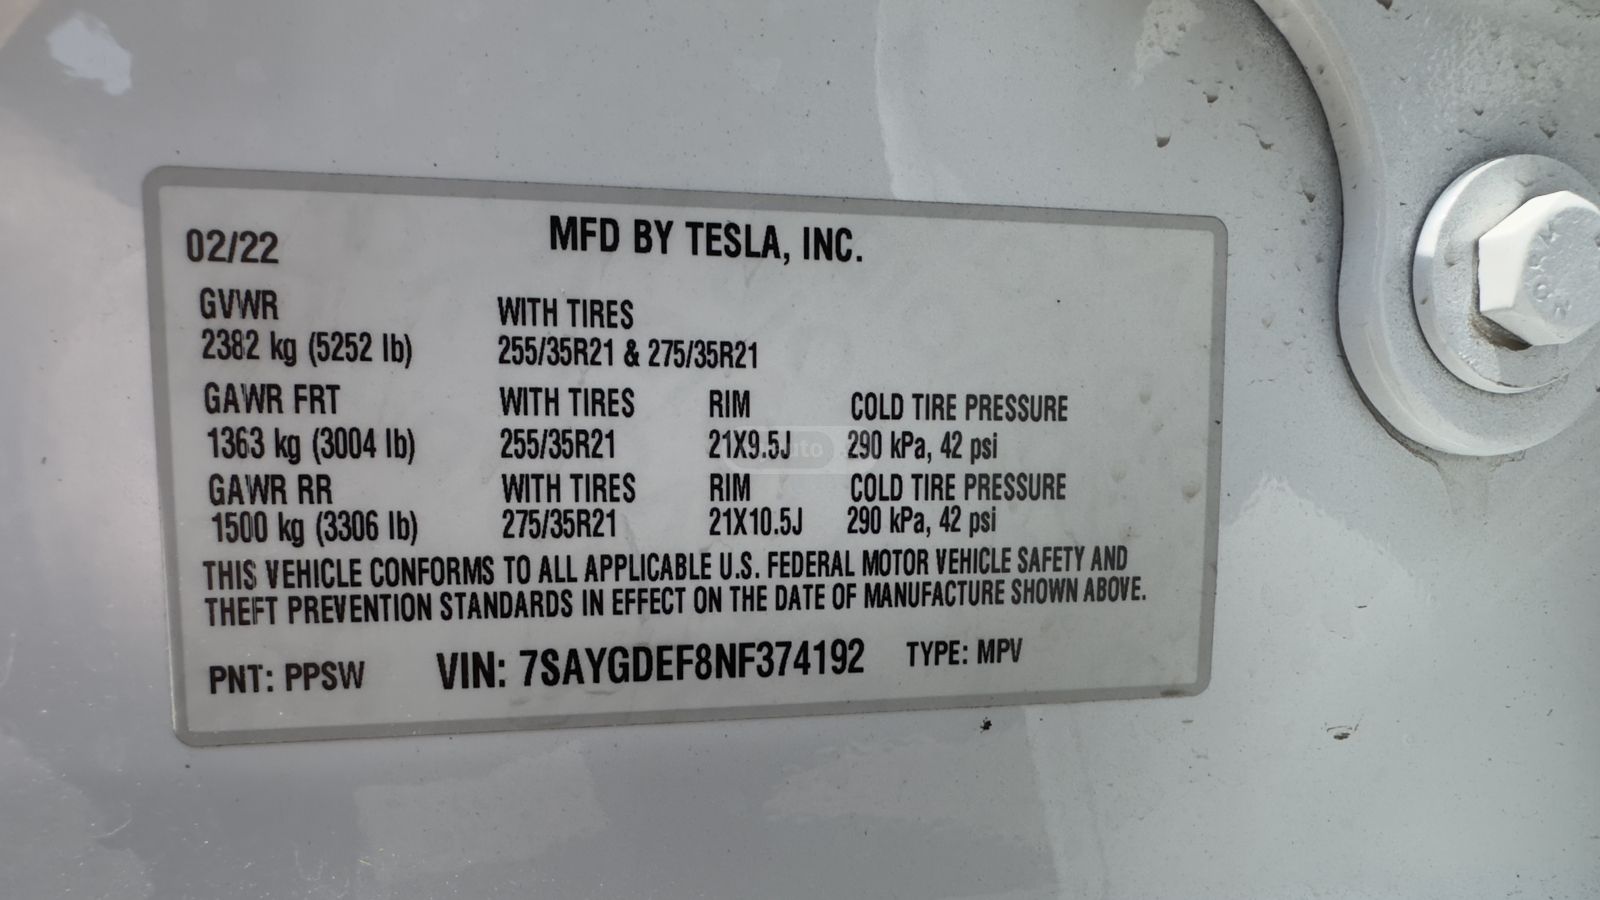 02/22 MFD BY TESLA, INC.
GVWR WITH TIRES
2382 kg (5252 lb) 255/35R21 & 275/35R21
GAWR FRT WITH TIRES RIM COLD TIRE PRESSURE
1363 kg (3004 lb) 255/35R21 21X9.5J 290 kPa, 42 psi
GAWR RR WITH TIRES RIM COLD TIRE PRESSURE
1500 kg (3306 lb) 275/35R21 21X10.5J 290 kPa, 42 psi
THIS VEHICLE CONFORMS TO ALL APPLICABLE U.S. FEDERAL MOTOR VEHICLE SAFETY AND
THEFT PREVENTION STANDARDS IN EFFECT ON THE DATE OF MANUFACTURE SHOWN ABOVE.
PNT: PPSW VIN: 7SAYGDEF8NF374192 TYPE: MPV